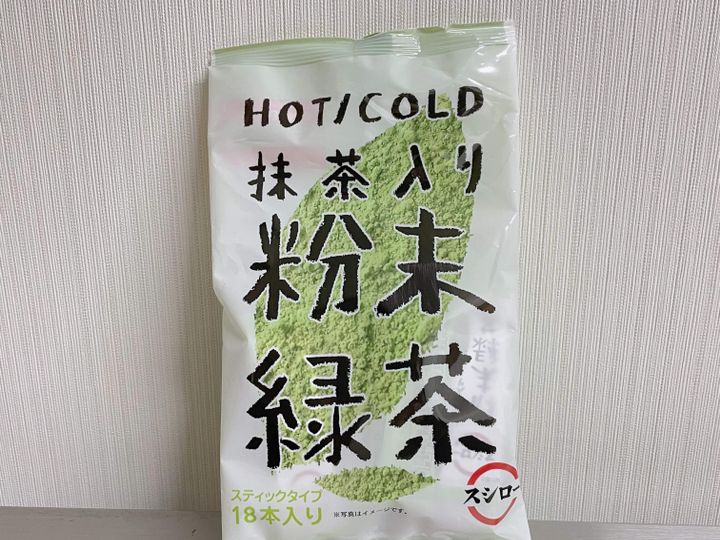 HOT/COLD
抹茶入り
粉末
緑茶
スティックタイプ
18本入り
※写真はイメージです。
スシロー